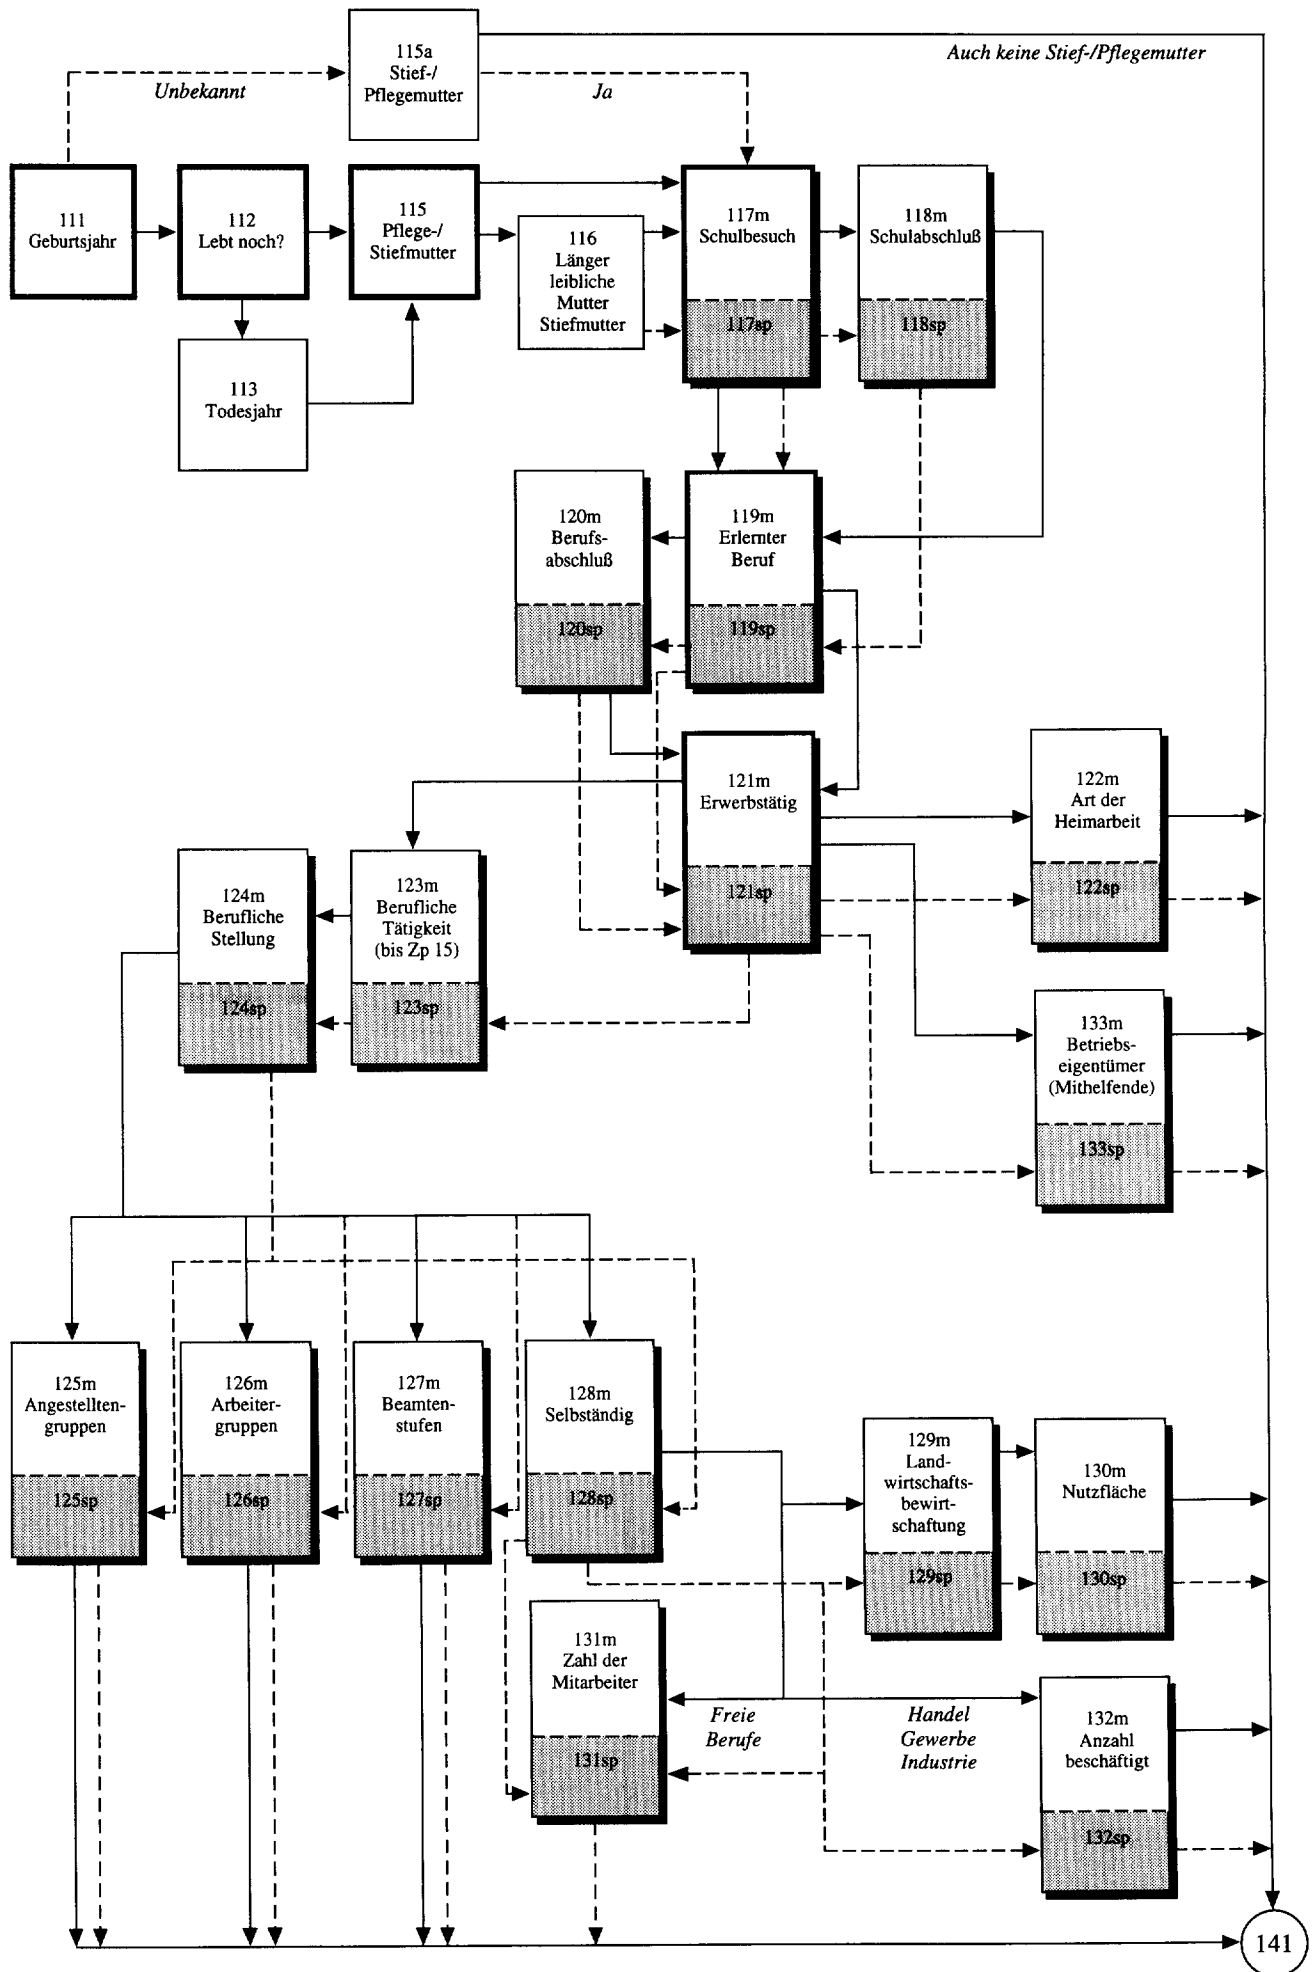 115a
Stief-/
Pflegemutter
Auch keine Stief-/Pflegemutter
Unbekannt
Ja
111
Geburtsjahr
112
Lebt noch?
115
Pflege-/
Stiefmutter
116
Länger
leibliche
Mutter
Stiefmutter
117m
Schulbesuch
117sp
118m
Schulabschluß
118sp
113
Todesjahr
120m
Berufs-
abschluß
120sp
119m
Erlernter
Beruf
119sp
121m
Erwerbstätig
121sp
122m
Art der
Heimarbeit
122sp
124m
Berufliche
Stellung
124sp
123m
Berufliche
Tätigkeit
(bis Zp 15)
123sp
133m
Betriebs-
eigentümer
(Mithelfende)
133sp
125m
Angestellten-
gruppen
125sp
126m
Arbeiter-
gruppen
126sp
127m
Beamten-
stufen
127sp
128m
Selbständig
128sp
129m
Land-
wirtschafts-
bewirt-
schaftung
129sp
130m
Nutzfläche
130sp
131m
Zahl der
Mitarbeiter
131sp
Freie
Berufe
Handel
Gewerbe
Industrie
132m
Anzahl
beschäftigt
132sp
141